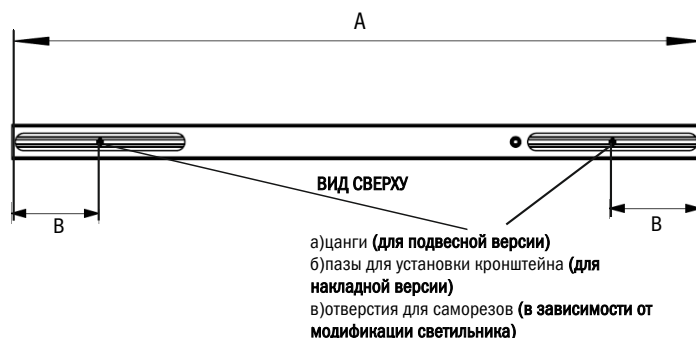 A
ВИД СВЕРХУ
B
B
а)цанги (для подвесной версии)
б)пазы для установки кронштейна (для
накладной версии)
в)отверстия для саморезов (в зависимости от
модификации светильника)